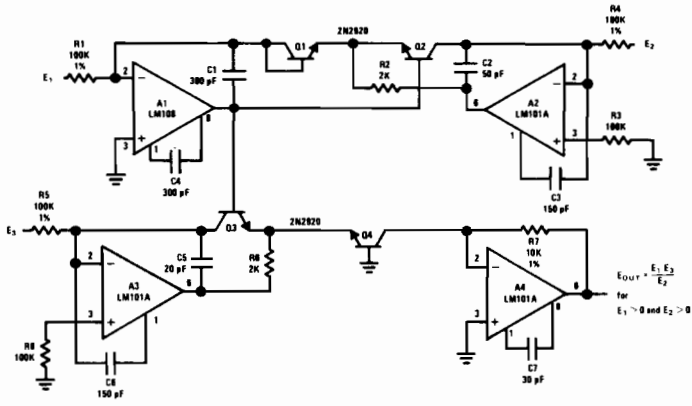 R1
100K
1%
E1
2
3
A1
LM108
1
8
C4
300 pF
C1
300 pF
Q1
2N2920
Q2
R2
2K
C2
50 pF
R4
100K
1%
E2
6
A2
LM101A
2
3
1
R3
100K
C3
150 pF
R5
100K
1%
E3
2
3
A3
LM101A
6
1
R8
100K
C6
150 pF
C5
20 pF
Q3
2N2920
R6
2K
Q4
R7
10K
1%
2
3
A4
LM101A
6
1
8
C7
30 pF
EOUT = E1 E3
E2
for
E1 > 0 and E2 > 0